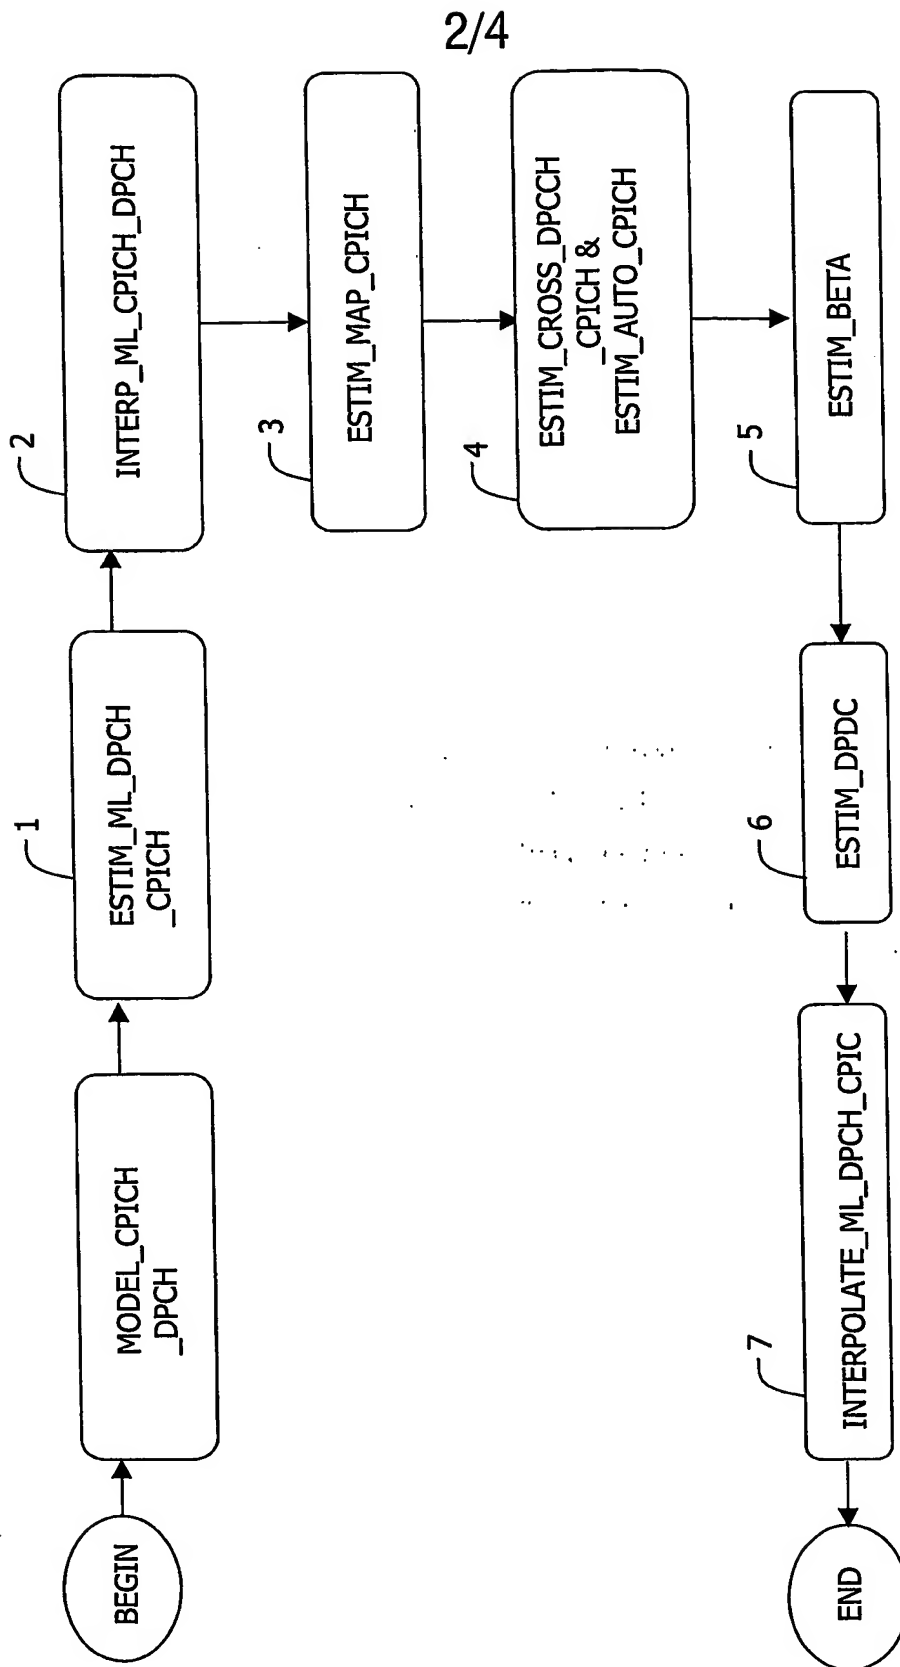 2/4
BEGIN
MODEL_CPICH
_DPCH
1
ESTIM_ML_DPCH
_CPICH
2
INTERP_ML_CPICH_DPCH
3
ESTIM_MAP_CPICH
4
ESTIM_CROSS_DPCCH
_CPICH &
ESTIM_AUTO_CPICH
5
ESTIM_BETA
6
ESTIM_DPDC
7
INTERPOLATE_ML_DPCH_CPIC
END